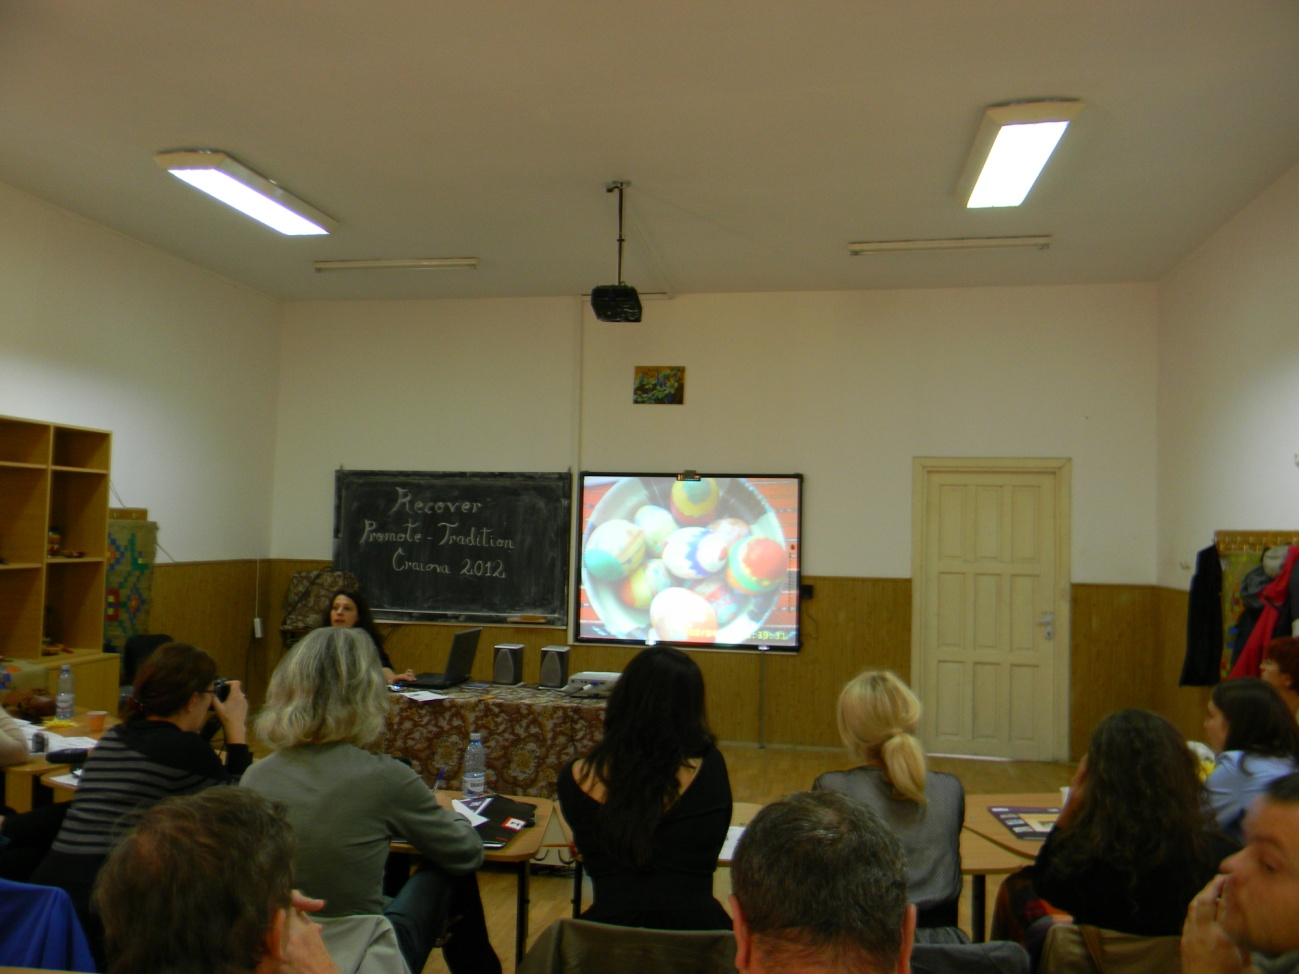 Recover
Promote - Tradition
Craiova 2012